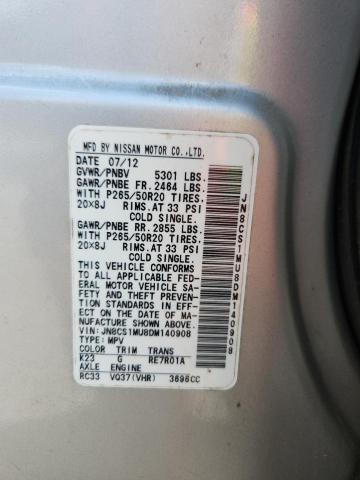 MFD BY NISSAN MOTOR CO.,LTD.
DATE 07/12
GVWR/PNBV 5301 LBS.
GAWR/PNBE FR. 2464 LBS.
WITH P265/50R20 TIRES.
20×8J RIMS.AT 33 PSI
COLD SINGLE.
GAWR/PNBE RR. 2855 LBS.
WITH P265/50R20 TIRES.
20×8J RIMS.AT 33 PSI
COLD SINGLE.
THIS VEHICLE CONFORMS
TO ALL APPLICABLE FED-
ERAL MOTOR VEHICLE SA-
FETY AND THEFT PREVEN-
TION STANDARDS IN EFF-
ECT ON THE DATE OF MA-
NUFACTURE SHOWN ABOVE.
V.I.N: JN8CS1MU8DM140908
TYPE: MPV
COLOR TRIM TRANS
K23 G RE7R01A
AXLE ENGINE
RC33 VQ37(VHR) 3696CC
JN8CS1MU8DM140908